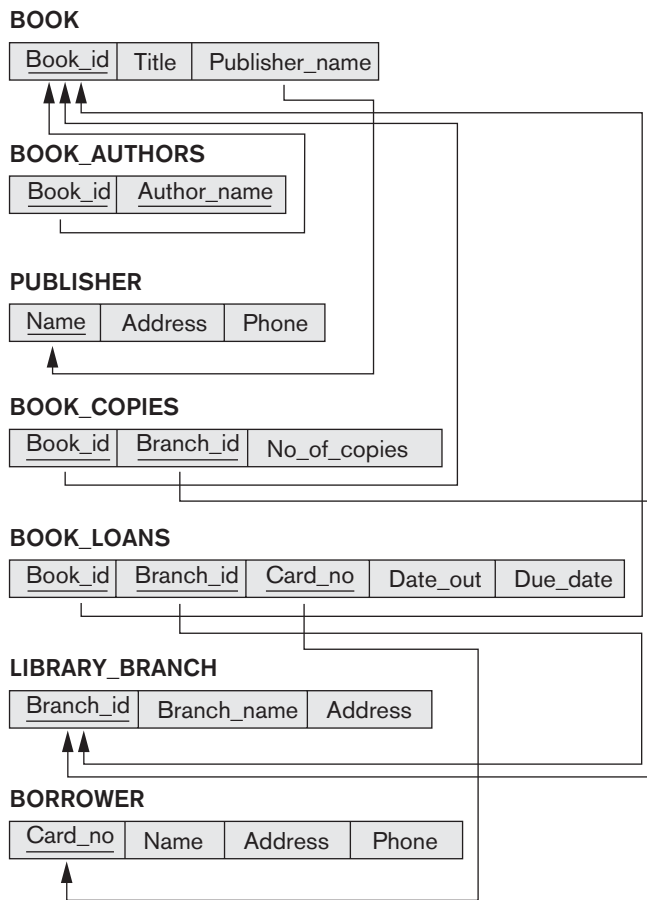 BOOK
Book_id Title Publisher_name
BOOK_AUTHORS
Book_id Author_name
PUBLISHER
Name Address Phone
BOOK_COPIES
Book_id Branch_id No_of_copies
BOOK_LOANS
Book_id Branch_id Card_no Date_out Due_date
LIBRARY_BRANCH
Branch_id Branch_name Address
BORROWER
Card_no Name Address Phone